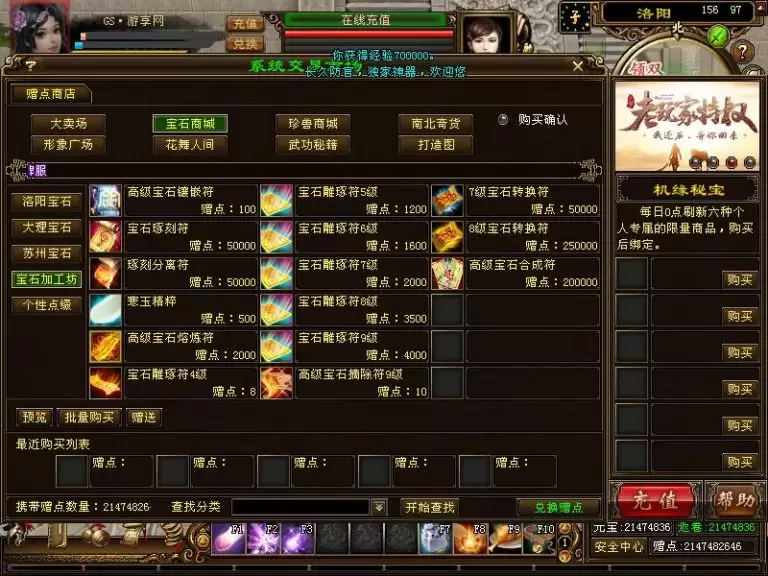 GS·游享网
充值
兑换
在线充值
子
洛阳
156 97
北
你获得经验700000。
长久防官,独家神器,欢迎您
系统交易
领双
赠点商店
大卖场
宝石商城
珍兽商城
南北奇货
购买确认
形象广场
花舞人间
武功秘籍
打造图
洛阳宝石
大理宝石
苏州宝石
宝石加工坊
个性点缀
高级宝石镶嵌符
赠点:100
宝石雕琢符5级
赠点:1200
7级宝石转换符
赠点:50000
宝石琢刻符
赠点:50000
宝石雕琢符6级
赠点:1600
8级宝石转换符
赠点:250000
琢刻分离符
赠点:50000
宝石雕琢符7级
赠点:2000
高级宝石合成符
赠点:200000
寒玉精粹
赠点:500
宝石雕琢符8级
赠点:3500
高级宝石熔炼符
赠点:2000
宝石雕琢符9级
赠点:4000
宝石雕琢符4级
赠点:8
高级宝石摘除符9级
赠点:10
预览
批量购买
赠送
最近购买列表
赠点:
赠点:
赠点:
赠点:
赠点:
携带赠点数量:21474826
查找分类
开始查找
兑换赠点
老玩家特权
机缘秘宝
每日0点刷新六种个
人专属的限量商品,购买
后绑定。
购买
购买
购买
购买
购买
购买
充值
帮助
元宝:21474836
安全中心
赠点:2147482646
F1
F2
F3
F7
F8
F9
F10
1